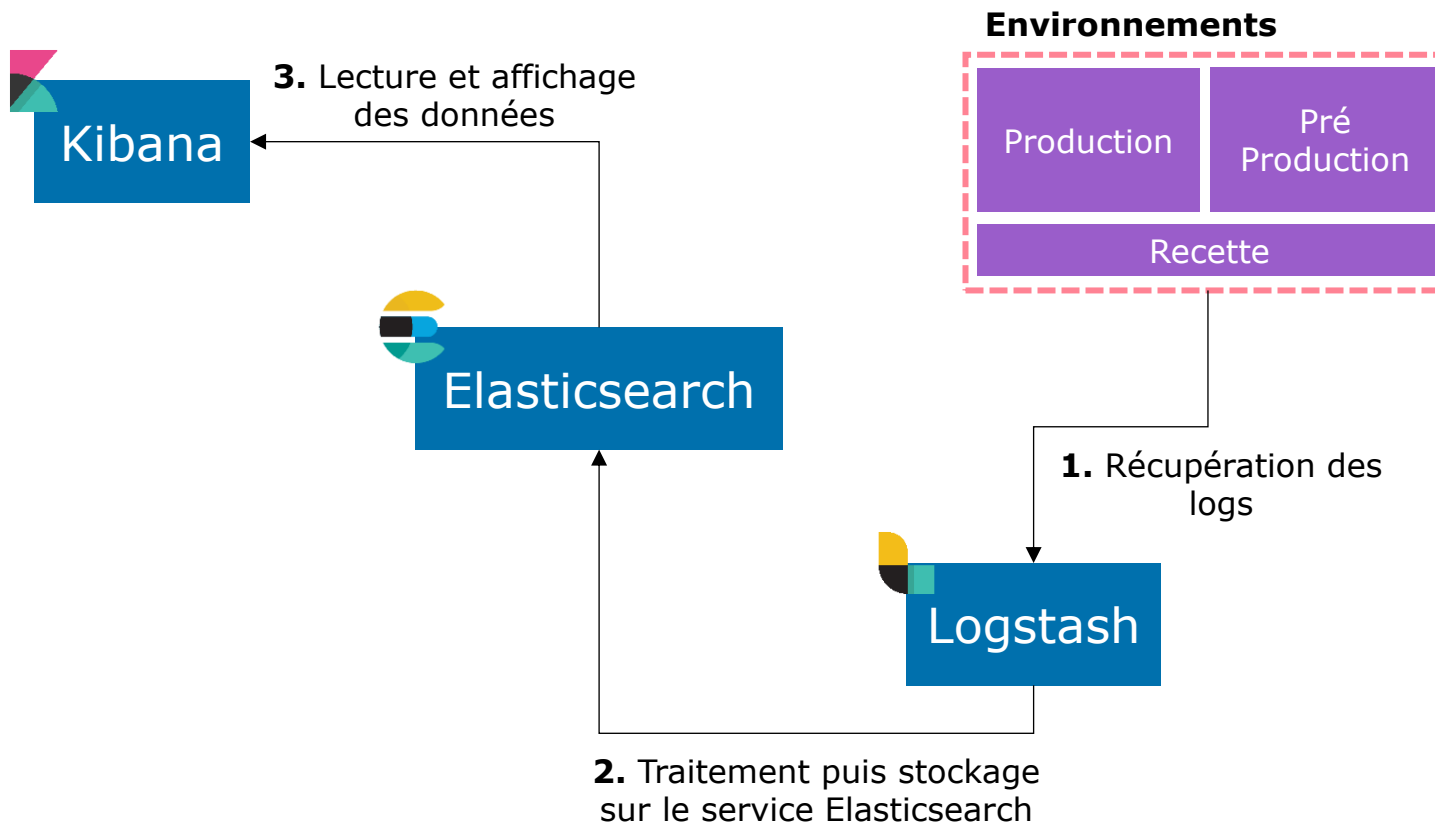 Environnements
3. Lecture et affichage
des données
Kibana
Production
Pré
Production
Recette
Elasticsearch
1. Récupération des
logs
Logstash
2. Traitement puis stockage
sur le service Elasticsearch